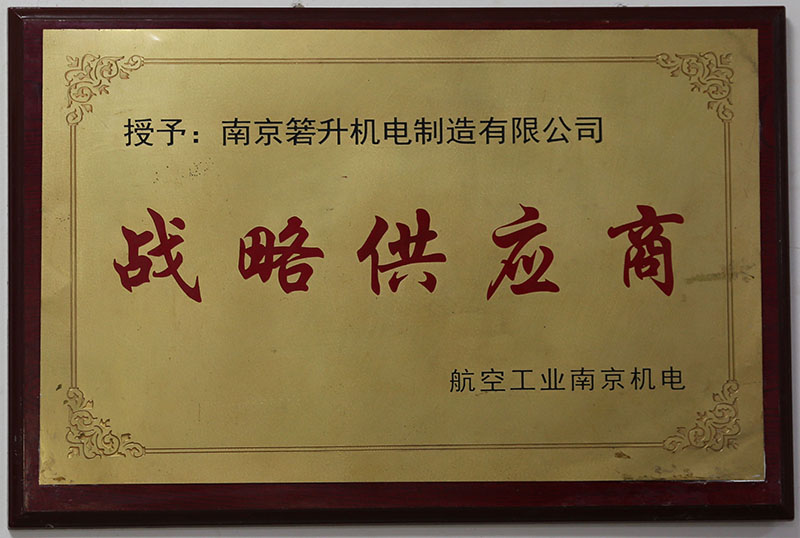 授予：南京箬升机电制造有限公司
战略供应商
航空工业南京机电